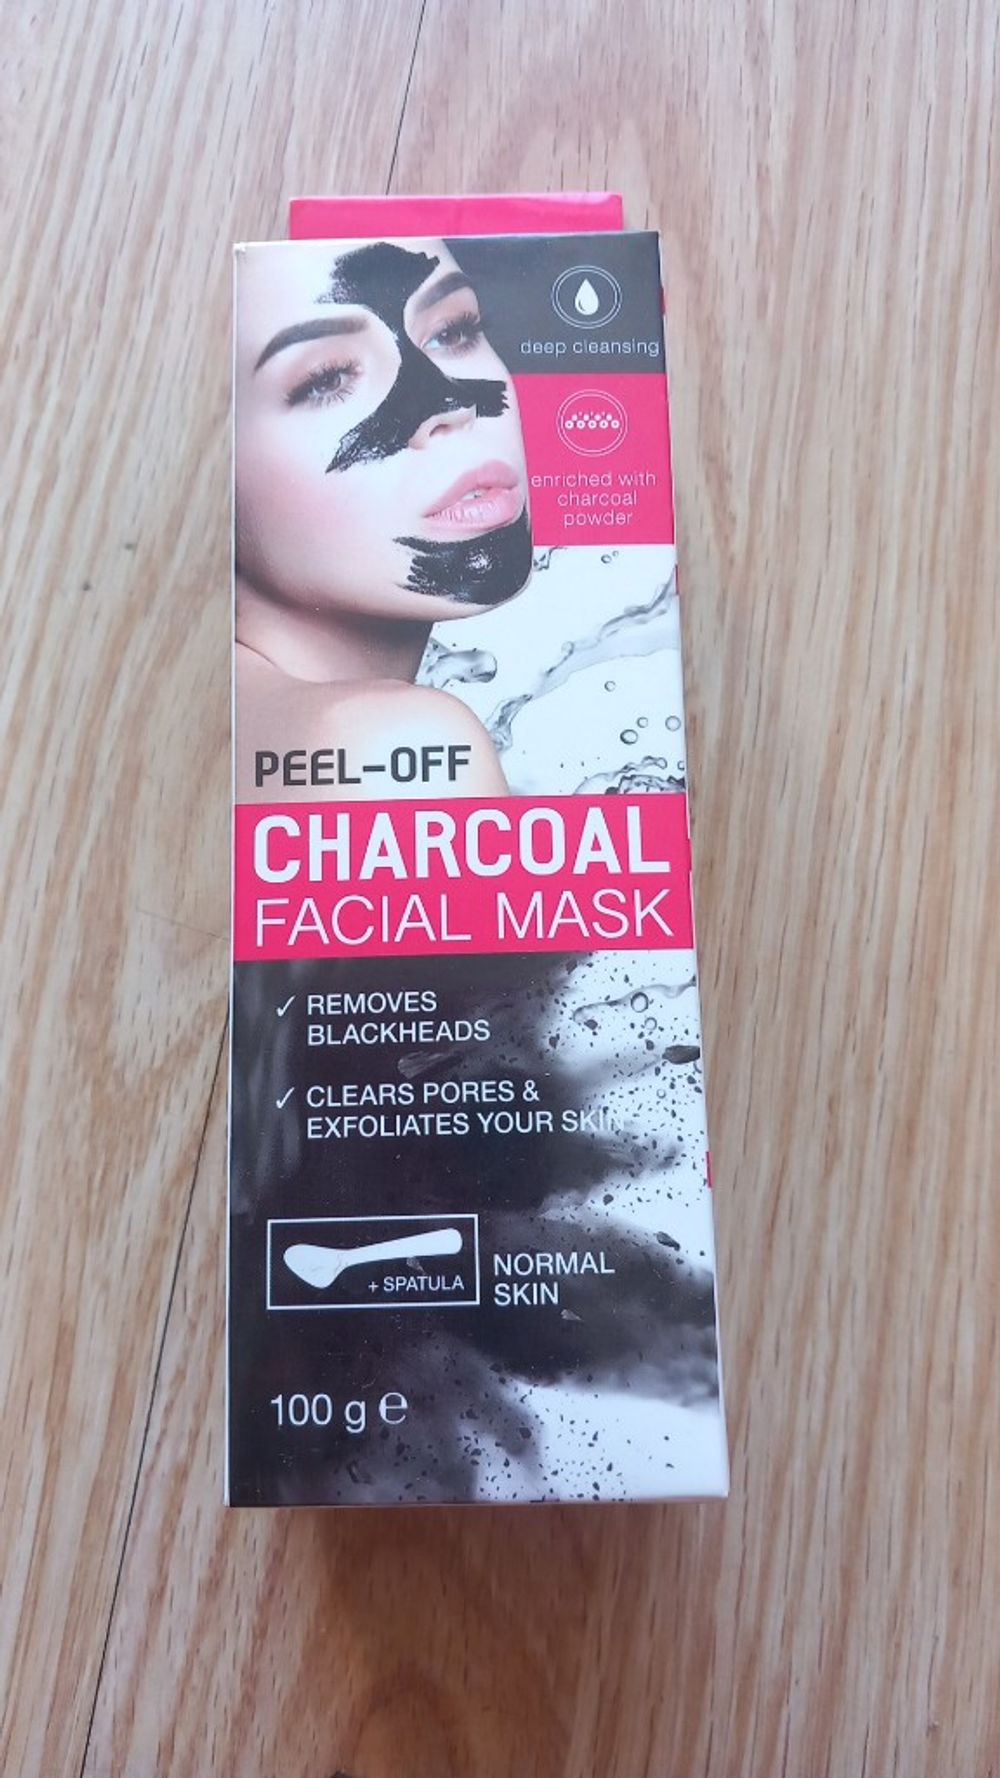 deep cleansing
enriched with
charcoal
powder
PEEL-OFF
CHARCOAL
FACIAL MASK
✓ REMOVES
BLACKHEADS
✓ CLEARS PORES &
EXFOLIATES YOUR SKIN
+ SPATULA
NORMAL
SKIN
100 g ℮